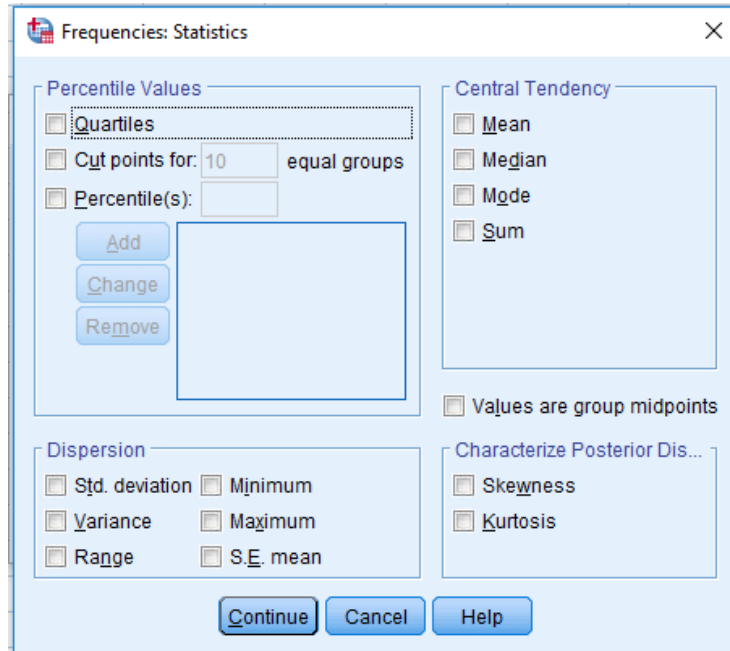 Frequencies: Statistics
Percentile Values
Quartiles
Cut points for: 10 equal groups
Percentile(s):
Add
Change
Remove
Central Tendency
Mean
Median
Mode
Sum
Values are group midpoints
Dispersion
Std. deviation Minimum
Variance Maximum
Range S.E. mean
Characterize Posterior Dis...
Skewness
Kurtosis
Continue Cancel Help